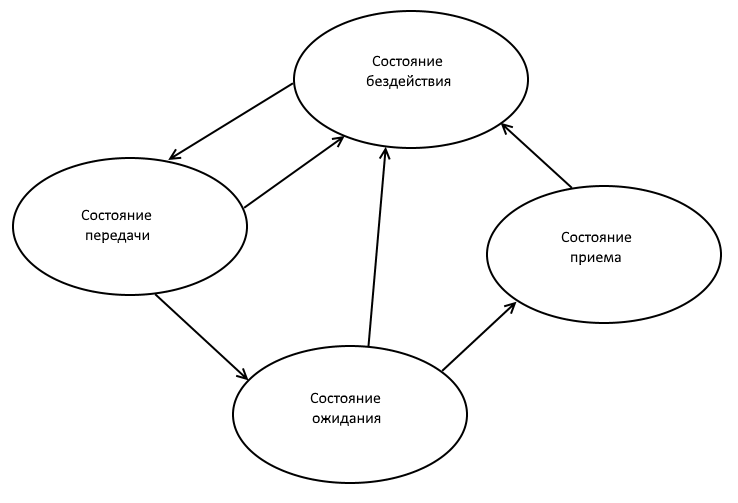 Состояние
бездействия
Состояние
передачи
Состояние
приема
Состояние
ожидания